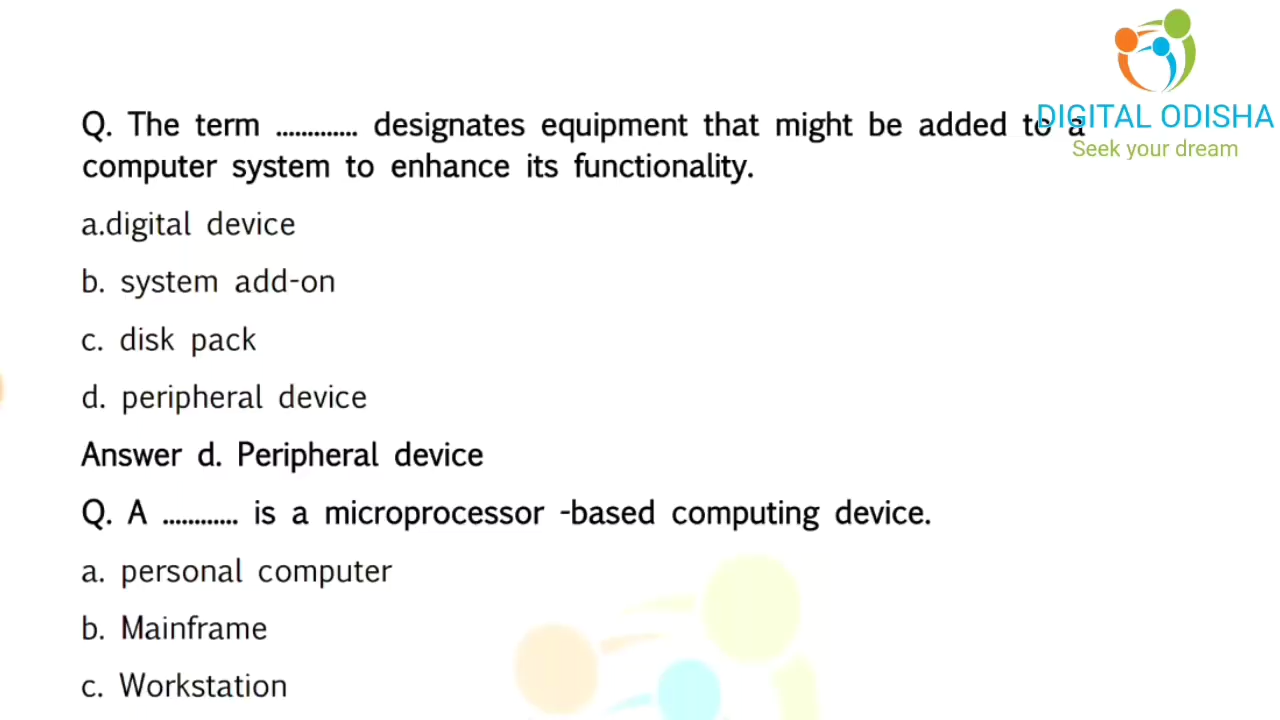 Q. The term ............. designates equipment that might be added to a
computer system to enhance its functionality.
a.digital device
b. system add-on
c. disk pack
d. peripheral device
Answer d. Peripheral device
Q. A ............ is a microprocessor -based computing device.
a. personal computer
b. Mainframe
c. Workstation
DIGITAL ODISHA
Seek your dream